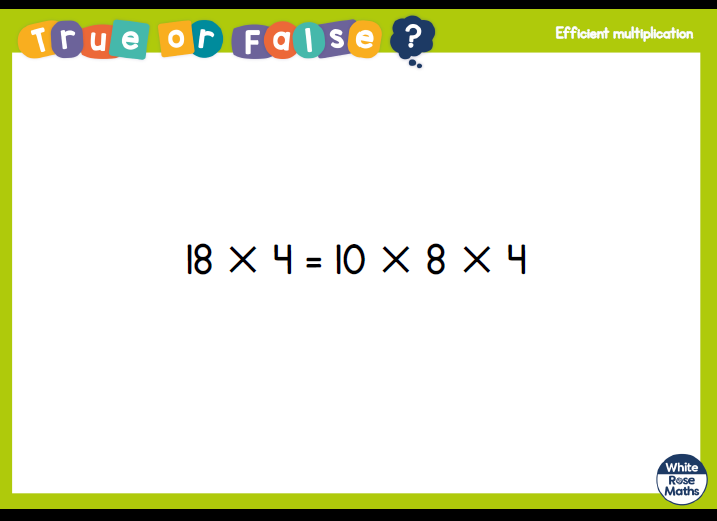 True or False ?
Efficient multiplication
18 × 4 = 10 × 8 × 4
White
Rose
Maths